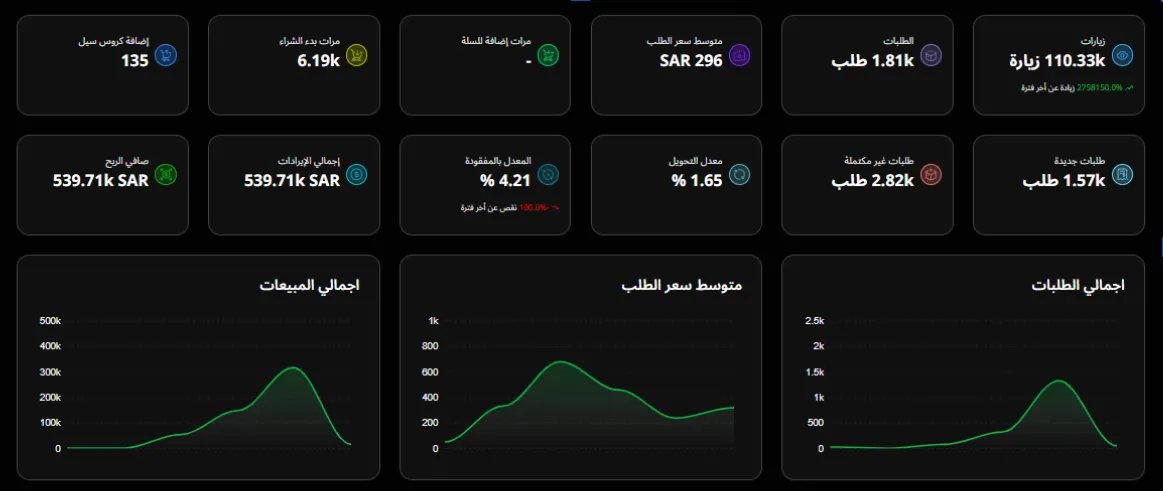 زيارات
110.33k زيارة
2758150.0% زيادة عن أخر فترة
الطلبات
1.81k طلب
متوسط سعر الطلب
SAR 296
مرات إضافة للسلة
-
مرات بدء الشراء
6.19k
إضافة كروس سيل
135
طلبات جديدة
1.57k طلب
طلبات غير مكتملة
2.82k طلب
معدل التحويل
% 1.65
المعدل بالمفقودة
% 4.21
-100.0% نقص عن أخر فترة
إجمالي الإيرادات
539.71k SAR
صافي الربح
539.71k SAR
اجمالي الطلبات
2.5k
2k
1.5k
1k
500
0
متوسط سعر الطلب
1k
800
600
400
200
0
اجمالي المبيعات
500k
400k
300k
200k
100k
0